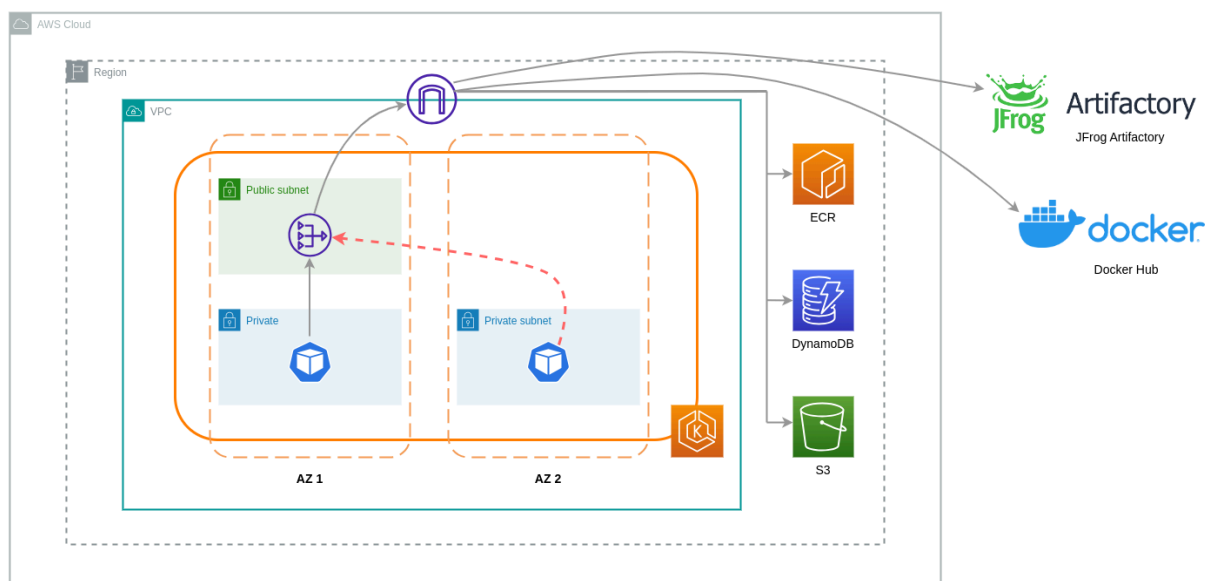 AWS Cloud
Region
VPC
Public subnet
Private
Private subnet
K
AZ 1
AZ 2
ECR
DynamoDB
S3
JFrog
Artifactory
JFrog Artifactory
docker
Docker Hub